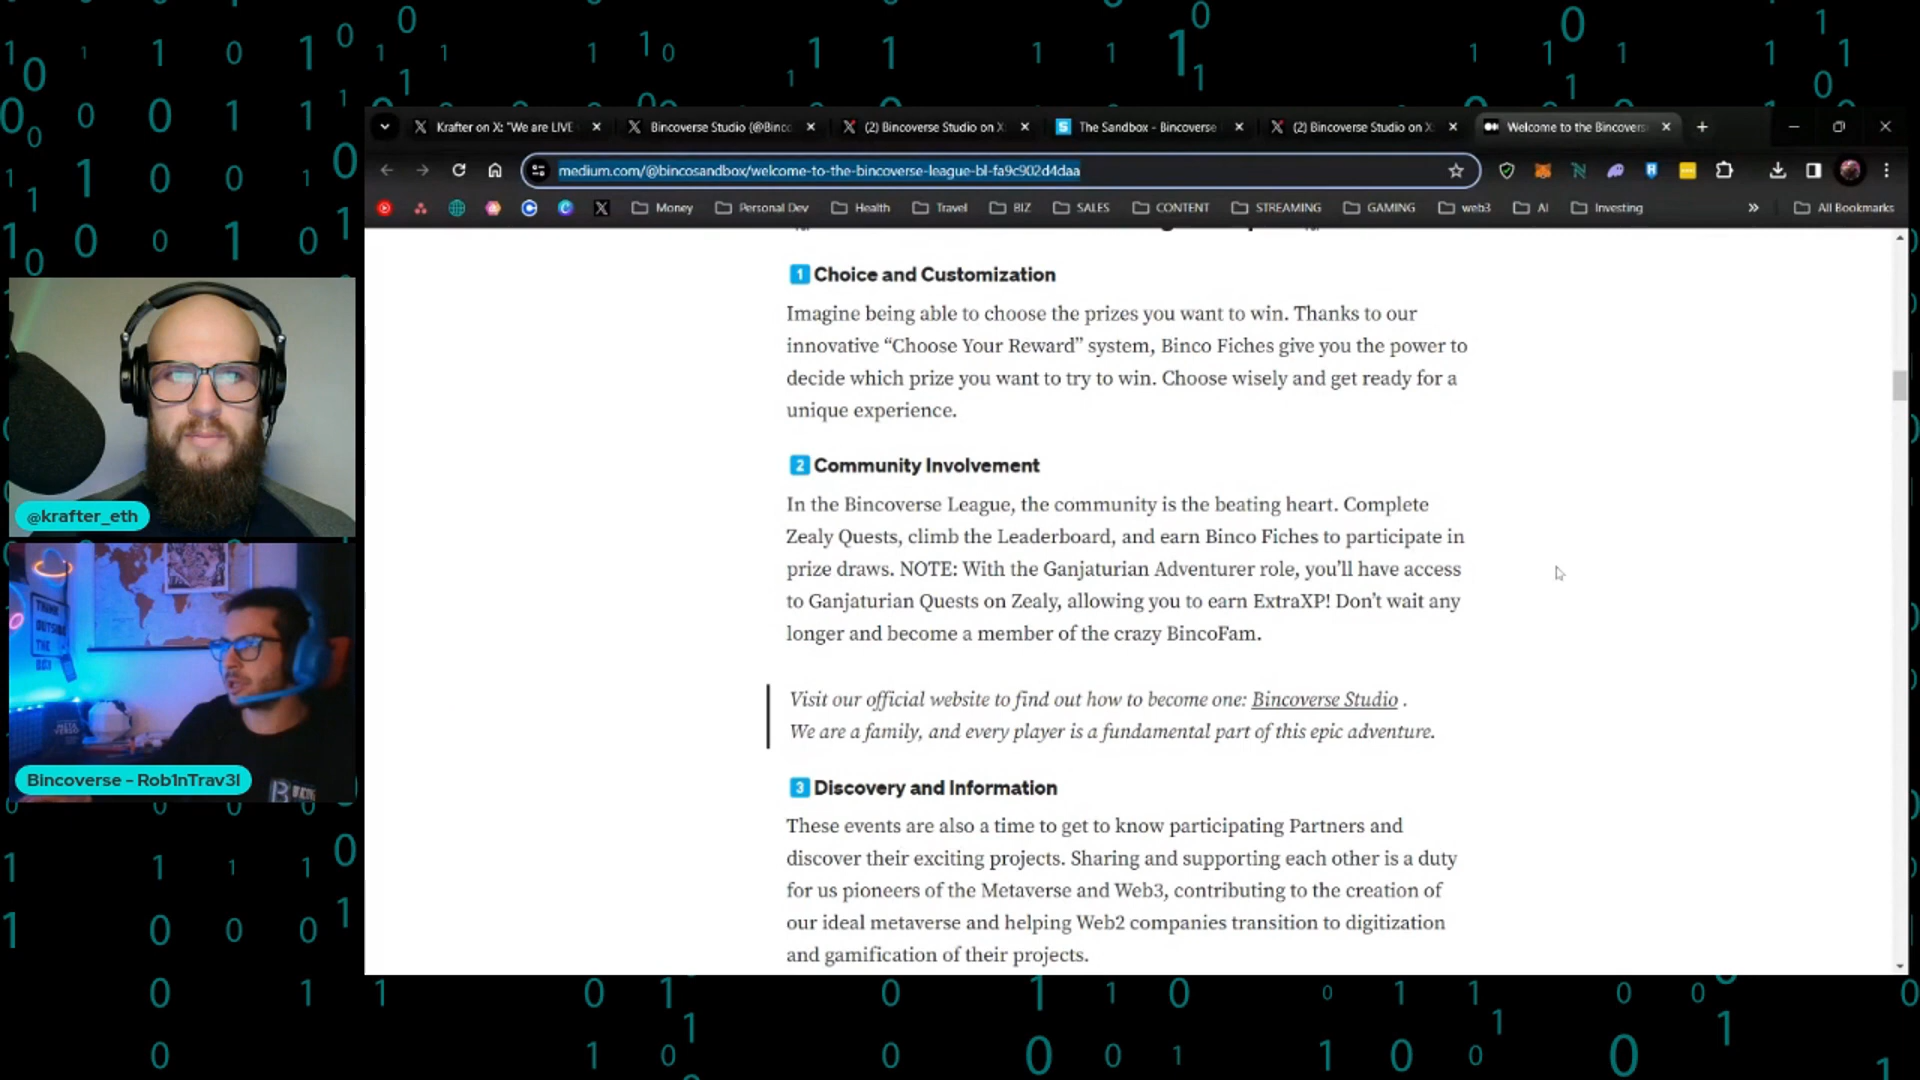 Krafter on X: "We are LIVE
Bincoverse Studio (@Binco
(2) Bincoverse Studio on X
The Sandbox - Bincoverse
(2) Bincoverse Studio on X
Welcome to the Bincovers
medium.com/@bincosandbox/welcome-to-the-bincoverse-league-bl-fa9c902d4daa
Money
Personal Dev
Health
Travel
BIZ
SALES
CONTENT
STREAMING
GAMING
web3
AI
Investing
All Bookmarks
1 Choice and Customization
Imagine being able to choose the prizes you want to win. Thanks to our
innovative “Choose Your Reward” system, Binco Fiches give you the power to
decide which prize you want to try to win. Choose wisely and get ready for a
unique experience.
2 Community Involvement
In the Bincoverse League, the community is the beating heart. Complete
Zealy Quests, climb the Leaderboard, and earn Binco Fiches to participate in
prize draws. NOTE: With the Ganjaturian Adventurer role, you’ll have access
to Ganjaturian Quests on Zealy, allowing you to earn ExtraXP! Don’t wait any
longer and become a member of the crazy BincoFam.
Visit our official website to find out how to become one: Bincoverse Studio .
We are a family, and every player is a fundamental part of this epic adventure.
3 Discovery and Information
These events are also a time to get to know participating Partners and
discover their exciting projects. Sharing and supporting each other is a duty
for us pioneers of the Metaverse and Web3, contributing to the creation of
our ideal metaverse and helping Web2 companies transition to digitization
and gamification of their projects.
@krafter_eth
THINK
OUTSIDE
THE
BOX
Bincoverse - Rob1nTrav3l